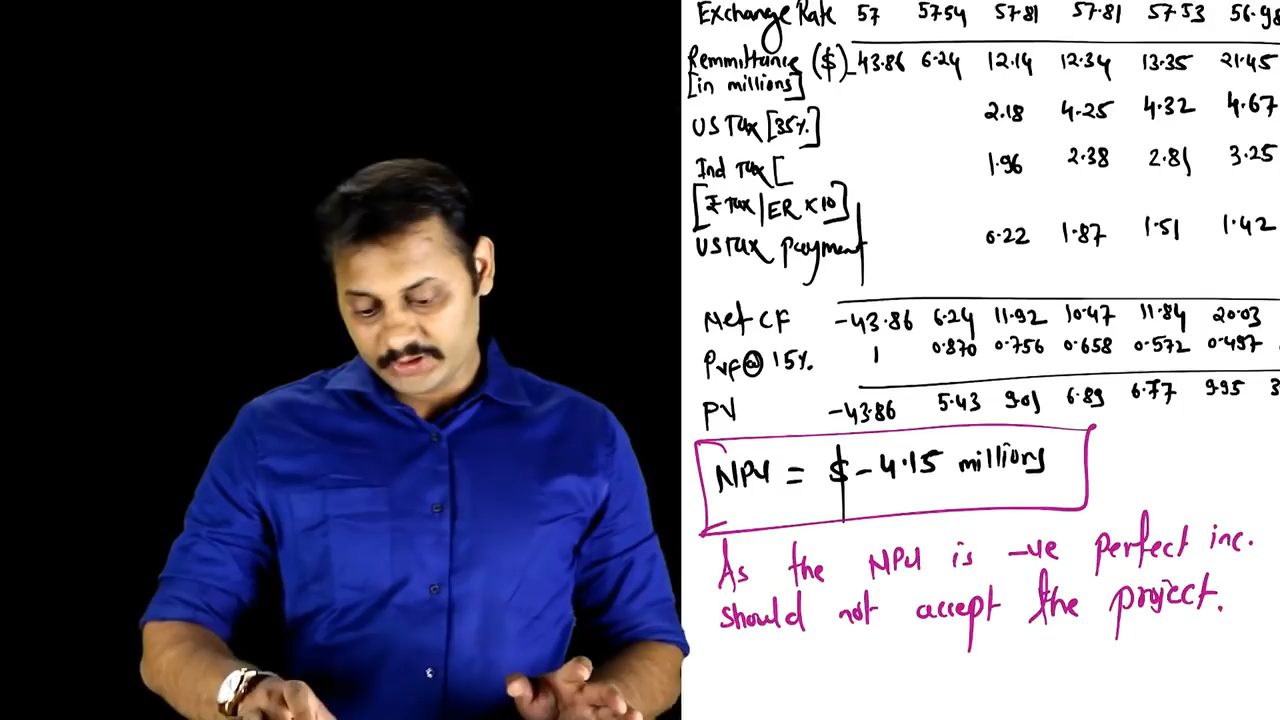 Exchange Rate 57 57.54 57.81 57.81 57.53 56.98
Remmittance ($) -43.86 6.24 12.14 12.34 13.35 21.45
[in millions]
US Tax [35%] 2.18 4.25 4.32 4.67
Ind Tax [ 1.96 2.38 2.81 3.25
[₹ Tax | ER x 10]
US Tax payment 0.22 1.87 1.51 1.42
Net CF -43.86 6.24 11.92 10.47 11.84 20.03
Pvf @ 15% 1 0.870 0.756 0.658 0.572 0.497
PV -43.86 5.43 9.01 6.89 6.77 9.95 3
NPV = $ -4.15 millions
As the NPV is -ve perfect inc.
should not accept the project.